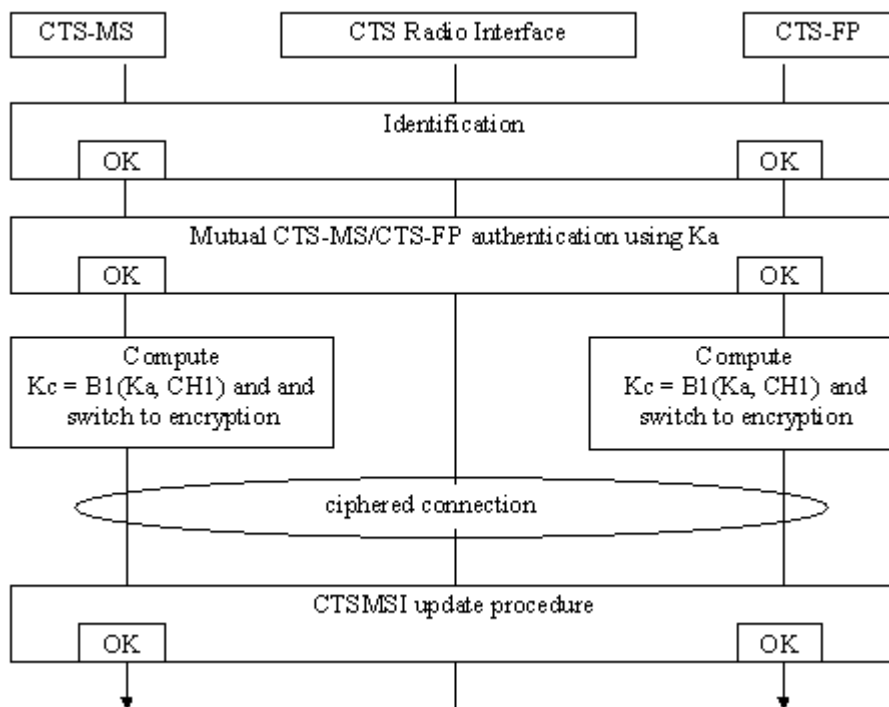 CTS-MS
CTS Radio Interface
CTS-FP
Identification
OK
OK
Mutual CTS-MS/CTS-FP authentication using Ka
OK
OK
Compute
Kc = B1(Ka, CH1) and and
switch to encryption
Compute
Kc = B1(Ka, CH1) and
switch to encryption
ciphered connection
CTSMSI update procedure
OK
OK